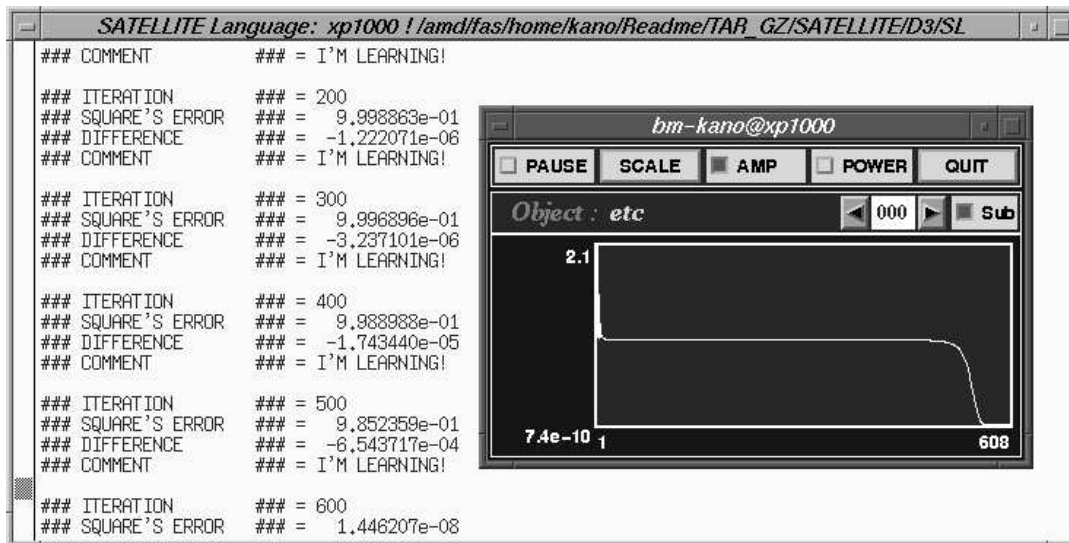 SATELLITE Language: xp1000 ! /amd/fas/home/kano/Readme/TAR_GZ/SATELLITE/D3/SL
### COMMENT ### = I'M LEARNING!
### ITERATION ### = 200
### SQUARE'S ERROR ### = 9.998863e-01
### DIFFERENCE ### = -1.222071e-06
### COMMENT ### = I'M LEARNING!
### ITERATION ### = 300
### SQUARE'S ERROR ### = 9.996896e-01
### DIFFERENCE ### = -3.237101e-06
### COMMENT ### = I'M LEARNING!
### ITERATION ### = 400
### SQUARE'S ERROR ### = 9.988988e-01
### DIFFERENCE ### = -1.743440e-05
### COMMENT ### = I'M LEARNING!
### ITERATION ### = 500
### SQUARE'S ERROR ### = 9.852359e-01
### DIFFERENCE ### = -6.543717e-04
### COMMENT ### = I'M LEARNING!
### ITERATION ### = 600
### SQUARE'S ERROR ### = 1.446207e-08
bm-kano@xp1000
PAUSE SCALE AMP POWER QUIT
Object : etc 000 Sub
2.1
7.4e-10
1 608